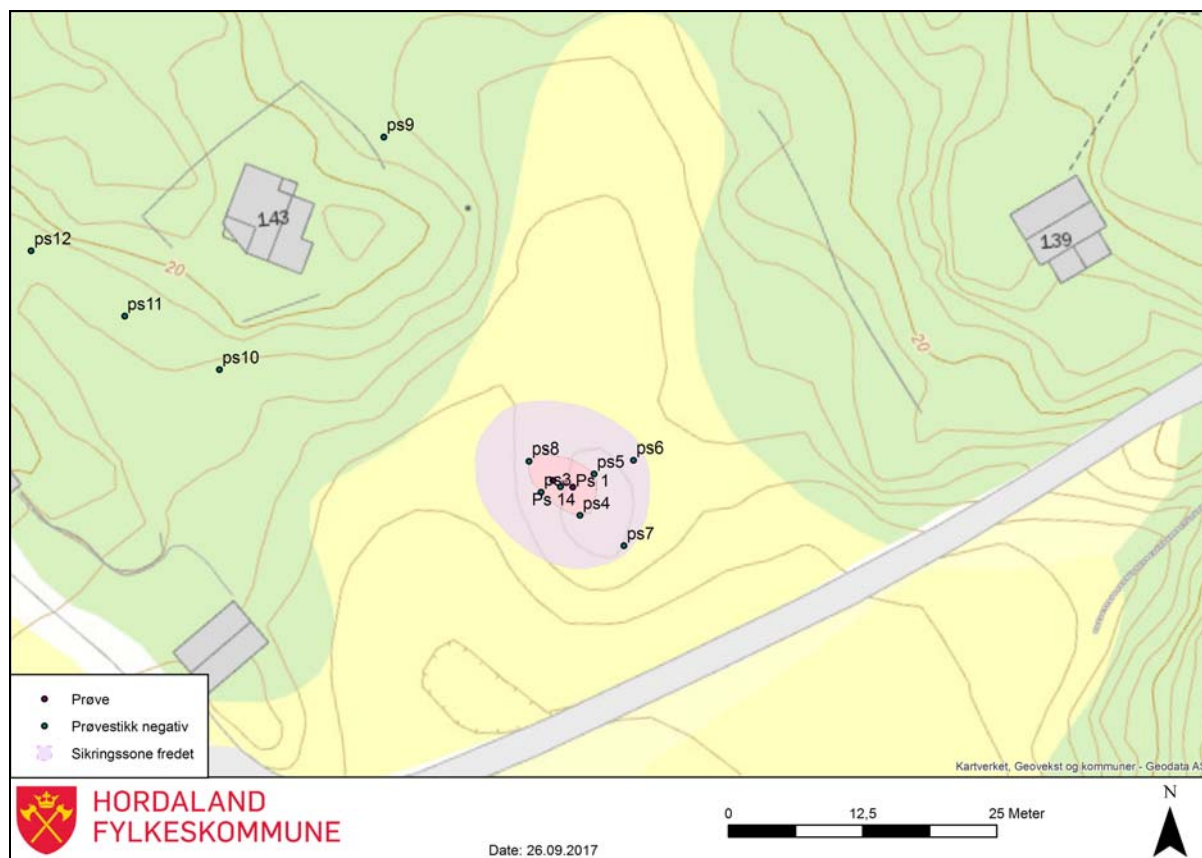 ps9
143
ps12
20
ps11
ps10
139
20
ps8
ps6
ps5
ps3
Ps 1
Ps 14
ps4
ps7
Prøve
Prøvestikk negativ
Sikringssone fredet
Kartverket, Geovekst og kommuner - Geodata AS
HORDALAND
FYLKESKOMMUNE
Date: 26.09.2017
0 12,5 25 Meter
N